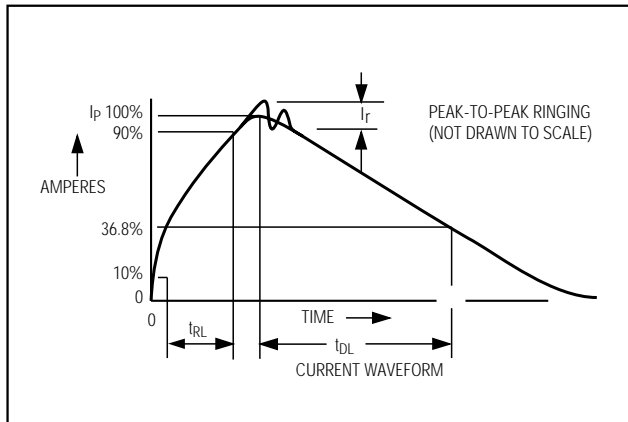 IP 100%
90%
AMPERES
36.8%
10%
0
0
tRL
TIME
tDL
CURRENT WAVEFORM
Ir
PEAK-TO-PEAK RINGING
(NOT DRAWN TO SCALE)